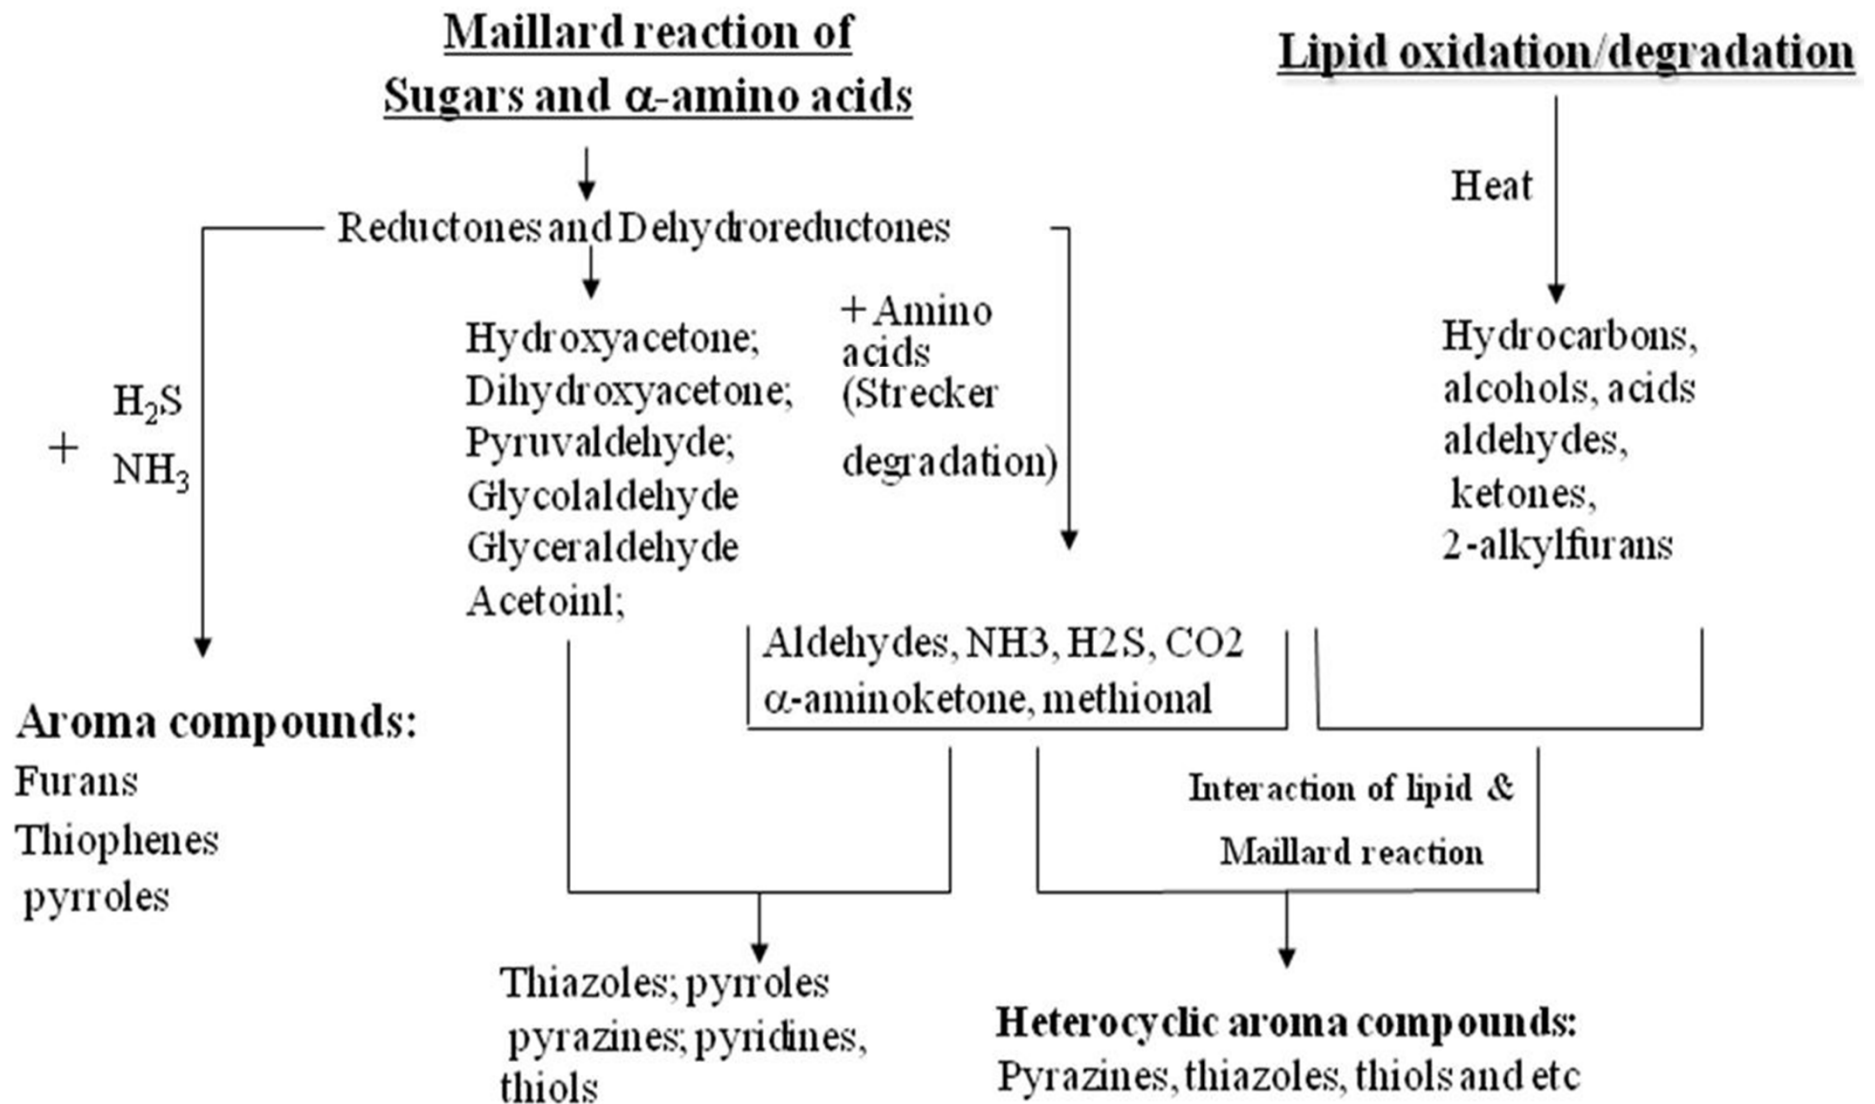 Maillard reaction of
Sugars and α-amino acids
Lipid oxidation/degradation
Heat
Reductones and Dehydroreductones
+
H₂S
NH₃
Hydroxyacetone;
Dihydroxyacetone;
Pyruvaldehyde;
Glycolaldehyde
Glyceraldehyde
Acetoinl;
+ Amino
acids
(Strecker
degradation)
Hydrocarbons,
alcohols, acids
aldehydes,
ketones,
2-alkylfurans
Aldehydes, NH3, H2S, CO2
α-aminoketone, methional
Aroma compounds:
Furans
Thiophenes
pyrroles
Interaction of lipid &
Maillard reaction
Thiazoles; pyrroles
pyrazines; pyridines,
thiols
Heterocyclic aroma compounds:
Pyrazines, thiazoles, thiols and etc